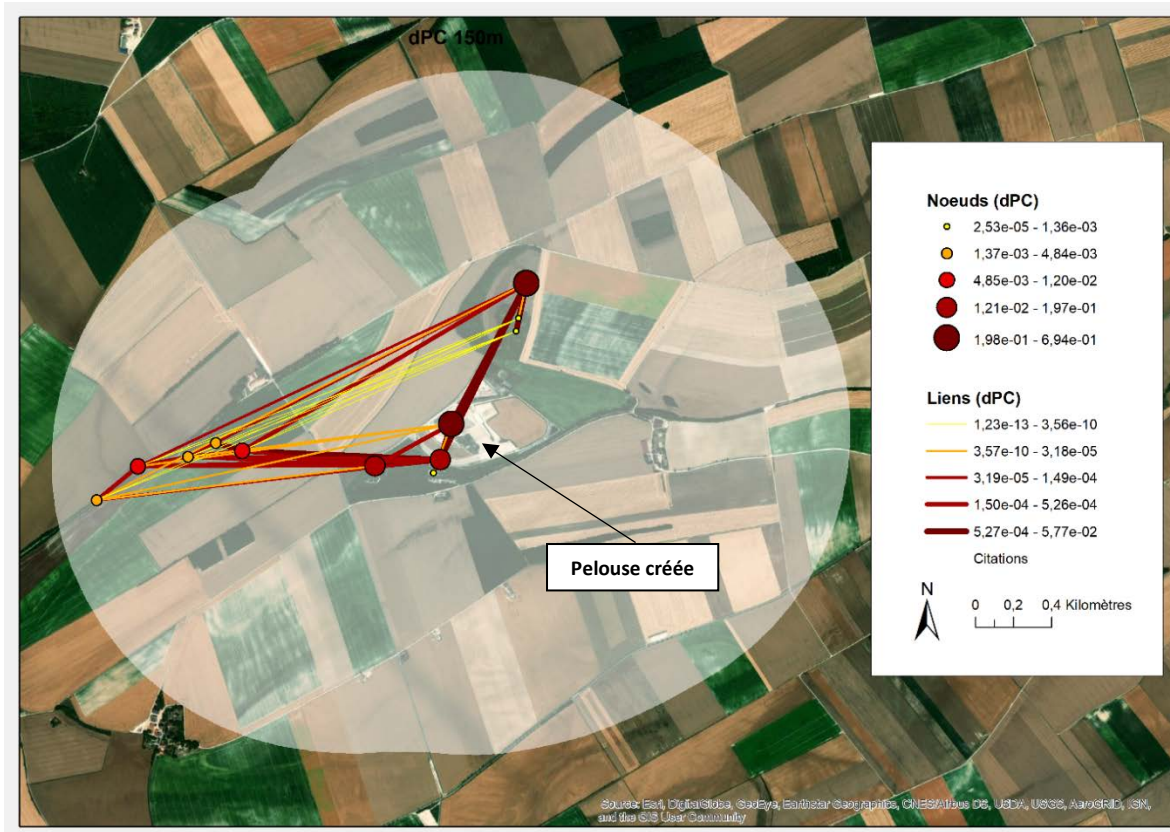 dPC 150m
Noeuds (dPC)
2,53e-05 - 1,36e-03
1,37e-03 - 4,84e-03
4,85e-03 - 1,20e-02
1,21e-02 - 1,97e-01
1,98e-01 - 6,94e-01
Liens (dPC)
1,23e-13 - 3,56e-10
3,57e-10 - 3,18e-05
3,19e-05 - 1,49e-04
1,50e-04 - 5,26e-04
5,27e-04 - 5,77e-02
Citations
N
0 0,2 0,4 Kilomètres
Pelouse créée
Source: Esri, DigitalGlobe, GeoEye, Earthstar Geographics, CNES/Airbus DS, USDA, USGS, AeroGRID, IGN,
and the GIS User Community